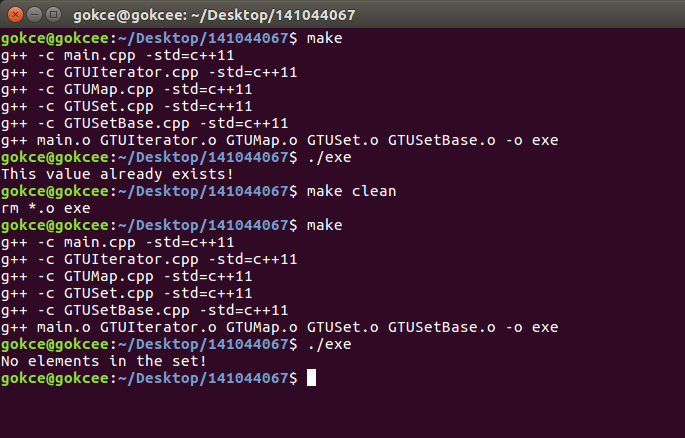 gokce@gokcee: ~/Desktop/141044067
gokce@gokcee:~/Desktop/141044067$ make
g++ -c main.cpp -std=c++11
g++ -c GTUIterator.cpp -std=c++11
g++ -c GTUMap.cpp -std=c++11
g++ -c GTUSet.cpp -std=c++11
g++ -c GTUSetBase.cpp -std=c++11
g++ main.o GTUIterator.o GTUMap.o GTUSet.o GTUSetBase.o -o exe
gokce@gokcee:~/Desktop/141044067$ ./exe
This value already exists!
gokce@gokcee:~/Desktop/141044067$ make clean
rm *.o exe
gokce@gokcee:~/Desktop/141044067$ make
g++ -c main.cpp -std=c++11
g++ -c GTUIterator.cpp -std=c++11
g++ -c GTUMap.cpp -std=c++11
g++ -c GTUSet.cpp -std=c++11
g++ -c GTUSetBase.cpp -std=c++11
g++ main.o GTUIterator.o GTUMap.o GTUSet.o GTUSetBase.o -o exe
gokce@gokcee:~/Desktop/141044067$ ./exe
No elements in the set!
gokce@gokcee:~/Desktop/141044067$